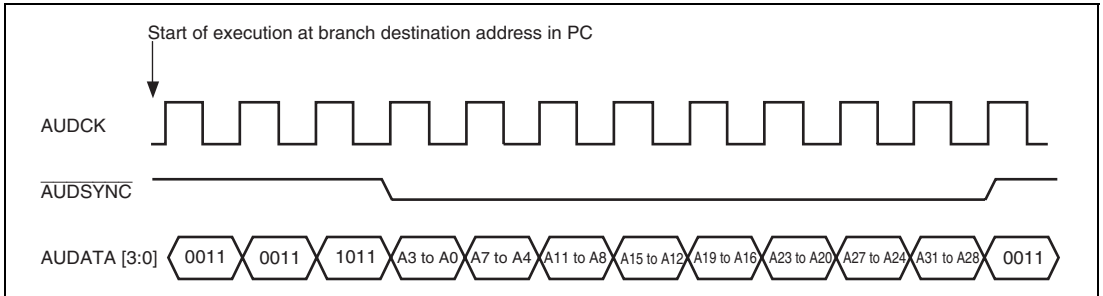 Start of execution at branch destination address in PC
AUDCK
AUDSYNC
AUDATA [3:0] 0011 0011 1011 A3 to A0 A7 to A4 A11 to A8 A15 to A12 A19 to A16 A23 to A20 A27 to A24 A31 to A28 0011